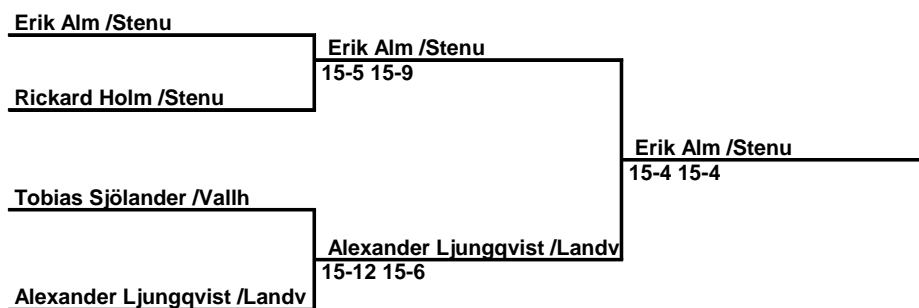 Erik Alm /Stenu
Erik Alm /Stenu
15-5 15-9
Rickard Holm /Stenu
Erik Alm /Stenu
15-4 15-4
Tobias Sjölander /Vallh
Alexander Ljungqvist /Landv
15-12 15-6
Alexander Ljungqvist /Landv